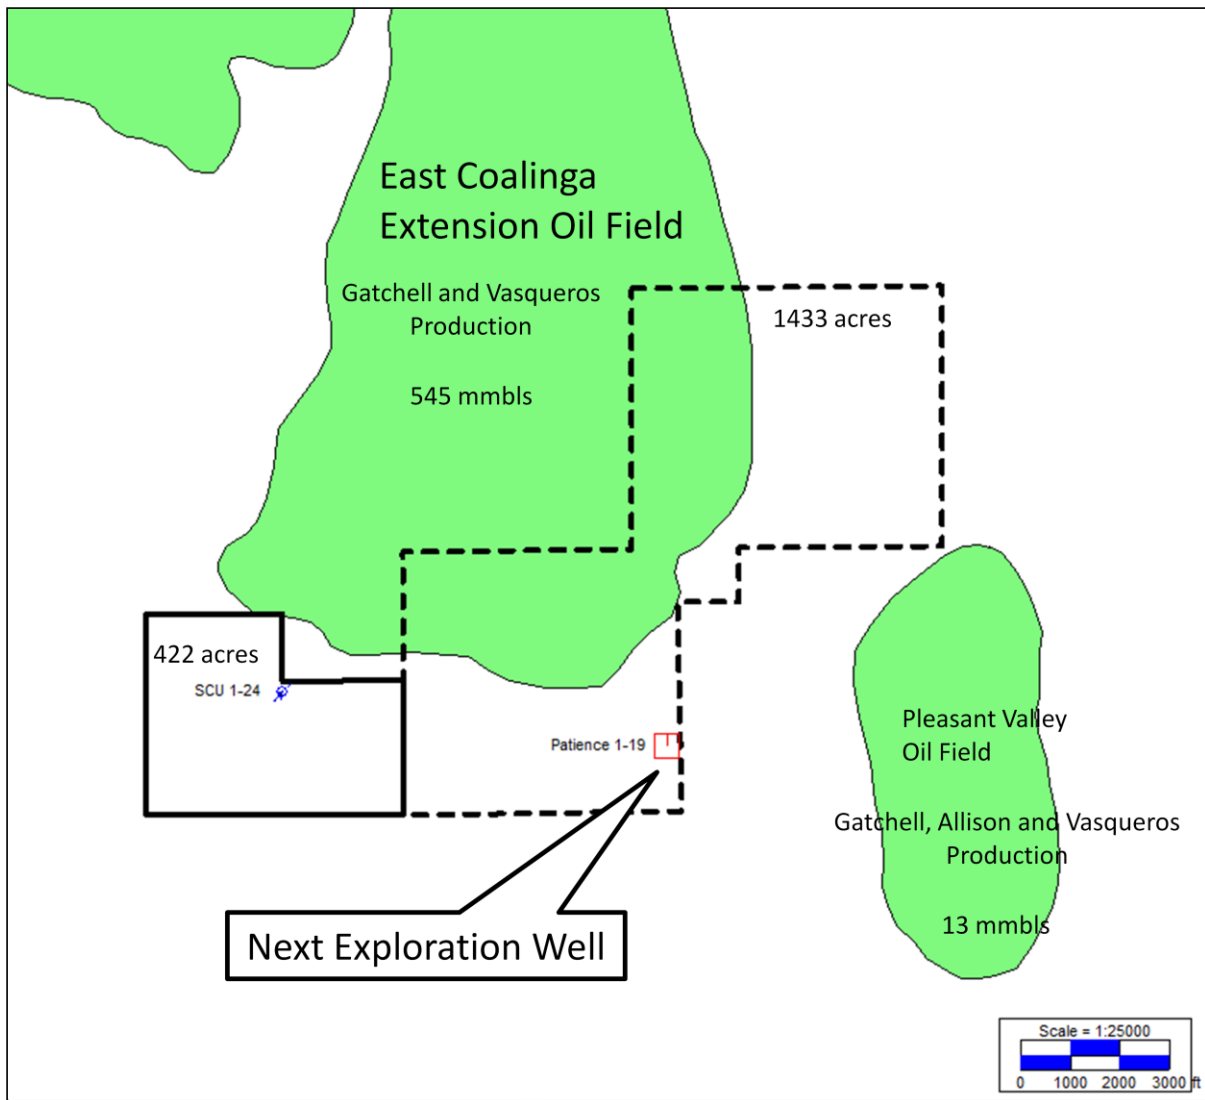 East Coalinga
Extension Oil Field
Gatchell and Vasqueros
Production
545 mmbls
1433 acres
422 acres
SCU 1-24
Patience 1-19
Pleasant Valley
Oil Field
Gatchell, Allison and Vasqueros
Production
13 mmbls
Next Exploration Well
Scale = 1:25000
0 1000 2000 3000 ft